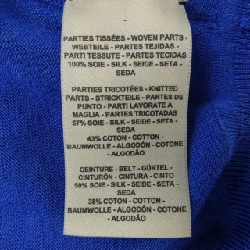 PARTIES TISSÉES - WOVEN PARTS -
WEBTEILE - PARTES TEJIDAS -
PARTI TESSUTE - PARTES TECIDAS
100% SOIE - SILK - SEIDE - SETA -
SEDA
PARTIES TRICOTÉES - KNITTED
PARTS - STRICKTEILE - PARTES DE
PUNTO - PARTI LAVORATE A
MAGLIA - PARTES TRICOTADAS
57% SOIE - SILK - SEIDE - SETA -
SEDA
43% COTON - COTTON -
BAUMWOLLE - ALGODÓN - COTONE
- ALGODÃO
CEINTURE - BELT - GÜRTEL -
CINTURÓN - CINTURA - CINTO
SOIE - SILK - SEIDE - SETA -
SEDA
38% COTON - COTTON -
BAUMWOLLE - ALGODÓN - COTONE
- ALGODÃO